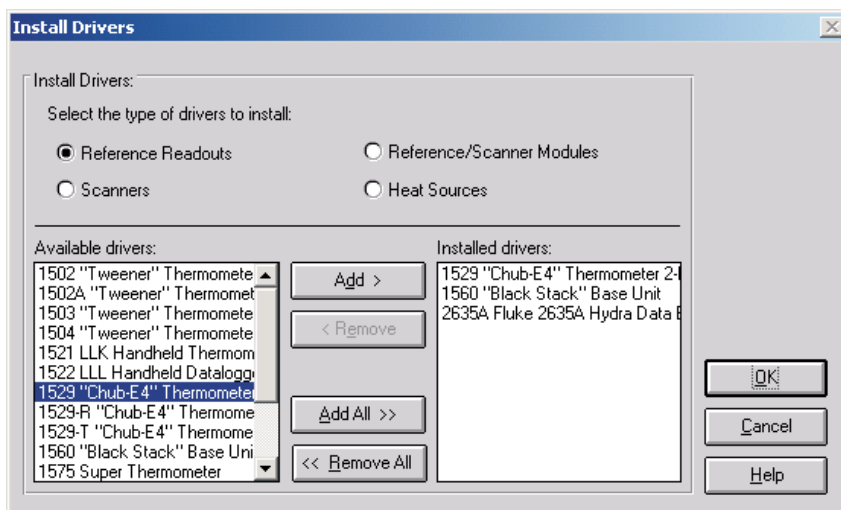 Install Drivers
Install Drivers:
Select the type of drivers to install:
Reference Readouts
Reference/Scanner Modules
Scanners
Heat Sources
Available drivers:
1502 "Tweener" Thermomete
1502A "Tweener" Thermomet
1503 "Tweener" Thermomete
1504 "Tweener" Thermomete
1521 LLK Handheld Thermom
1522 LLL Handheld Datalogg
1529 "Chub-E4" Thermometer
1529-R "Chub-E4" Thermome
1529-T "Chub-E4" Thermome
1560 "Black Stack" Base Uni
1575 Super Thermometer
Add >
< Remove
Add All >>
<< Remove All
Installed drivers:
1529 "Chub-E4" Thermometer 2-
1560 "Black Stack" Base Unit
2635A Fluke 2635A Hydra Data
OK
Cancel
Help